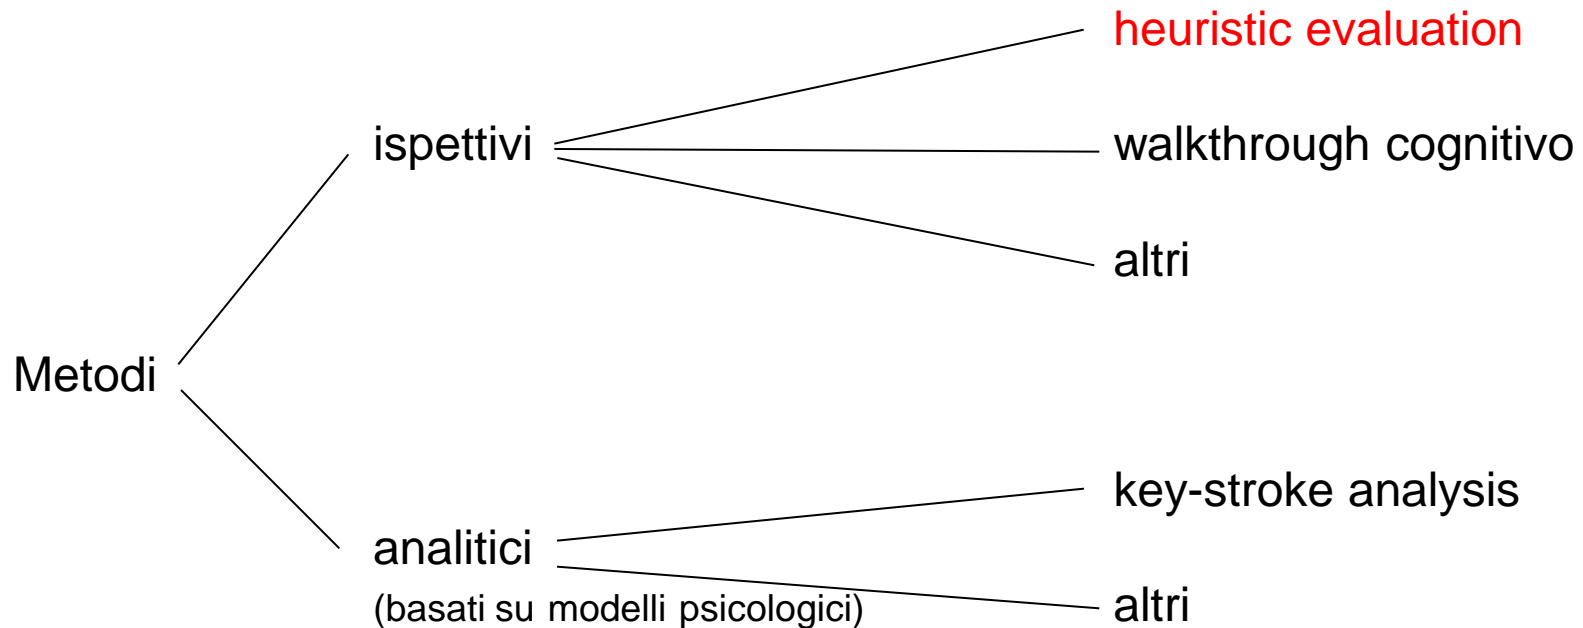 heuristic evaluation
ispettivi
walkthrough cognitivo
altri
Metodi
key-stroke analysis
analitici
(basati su modelli psicologici)
altri